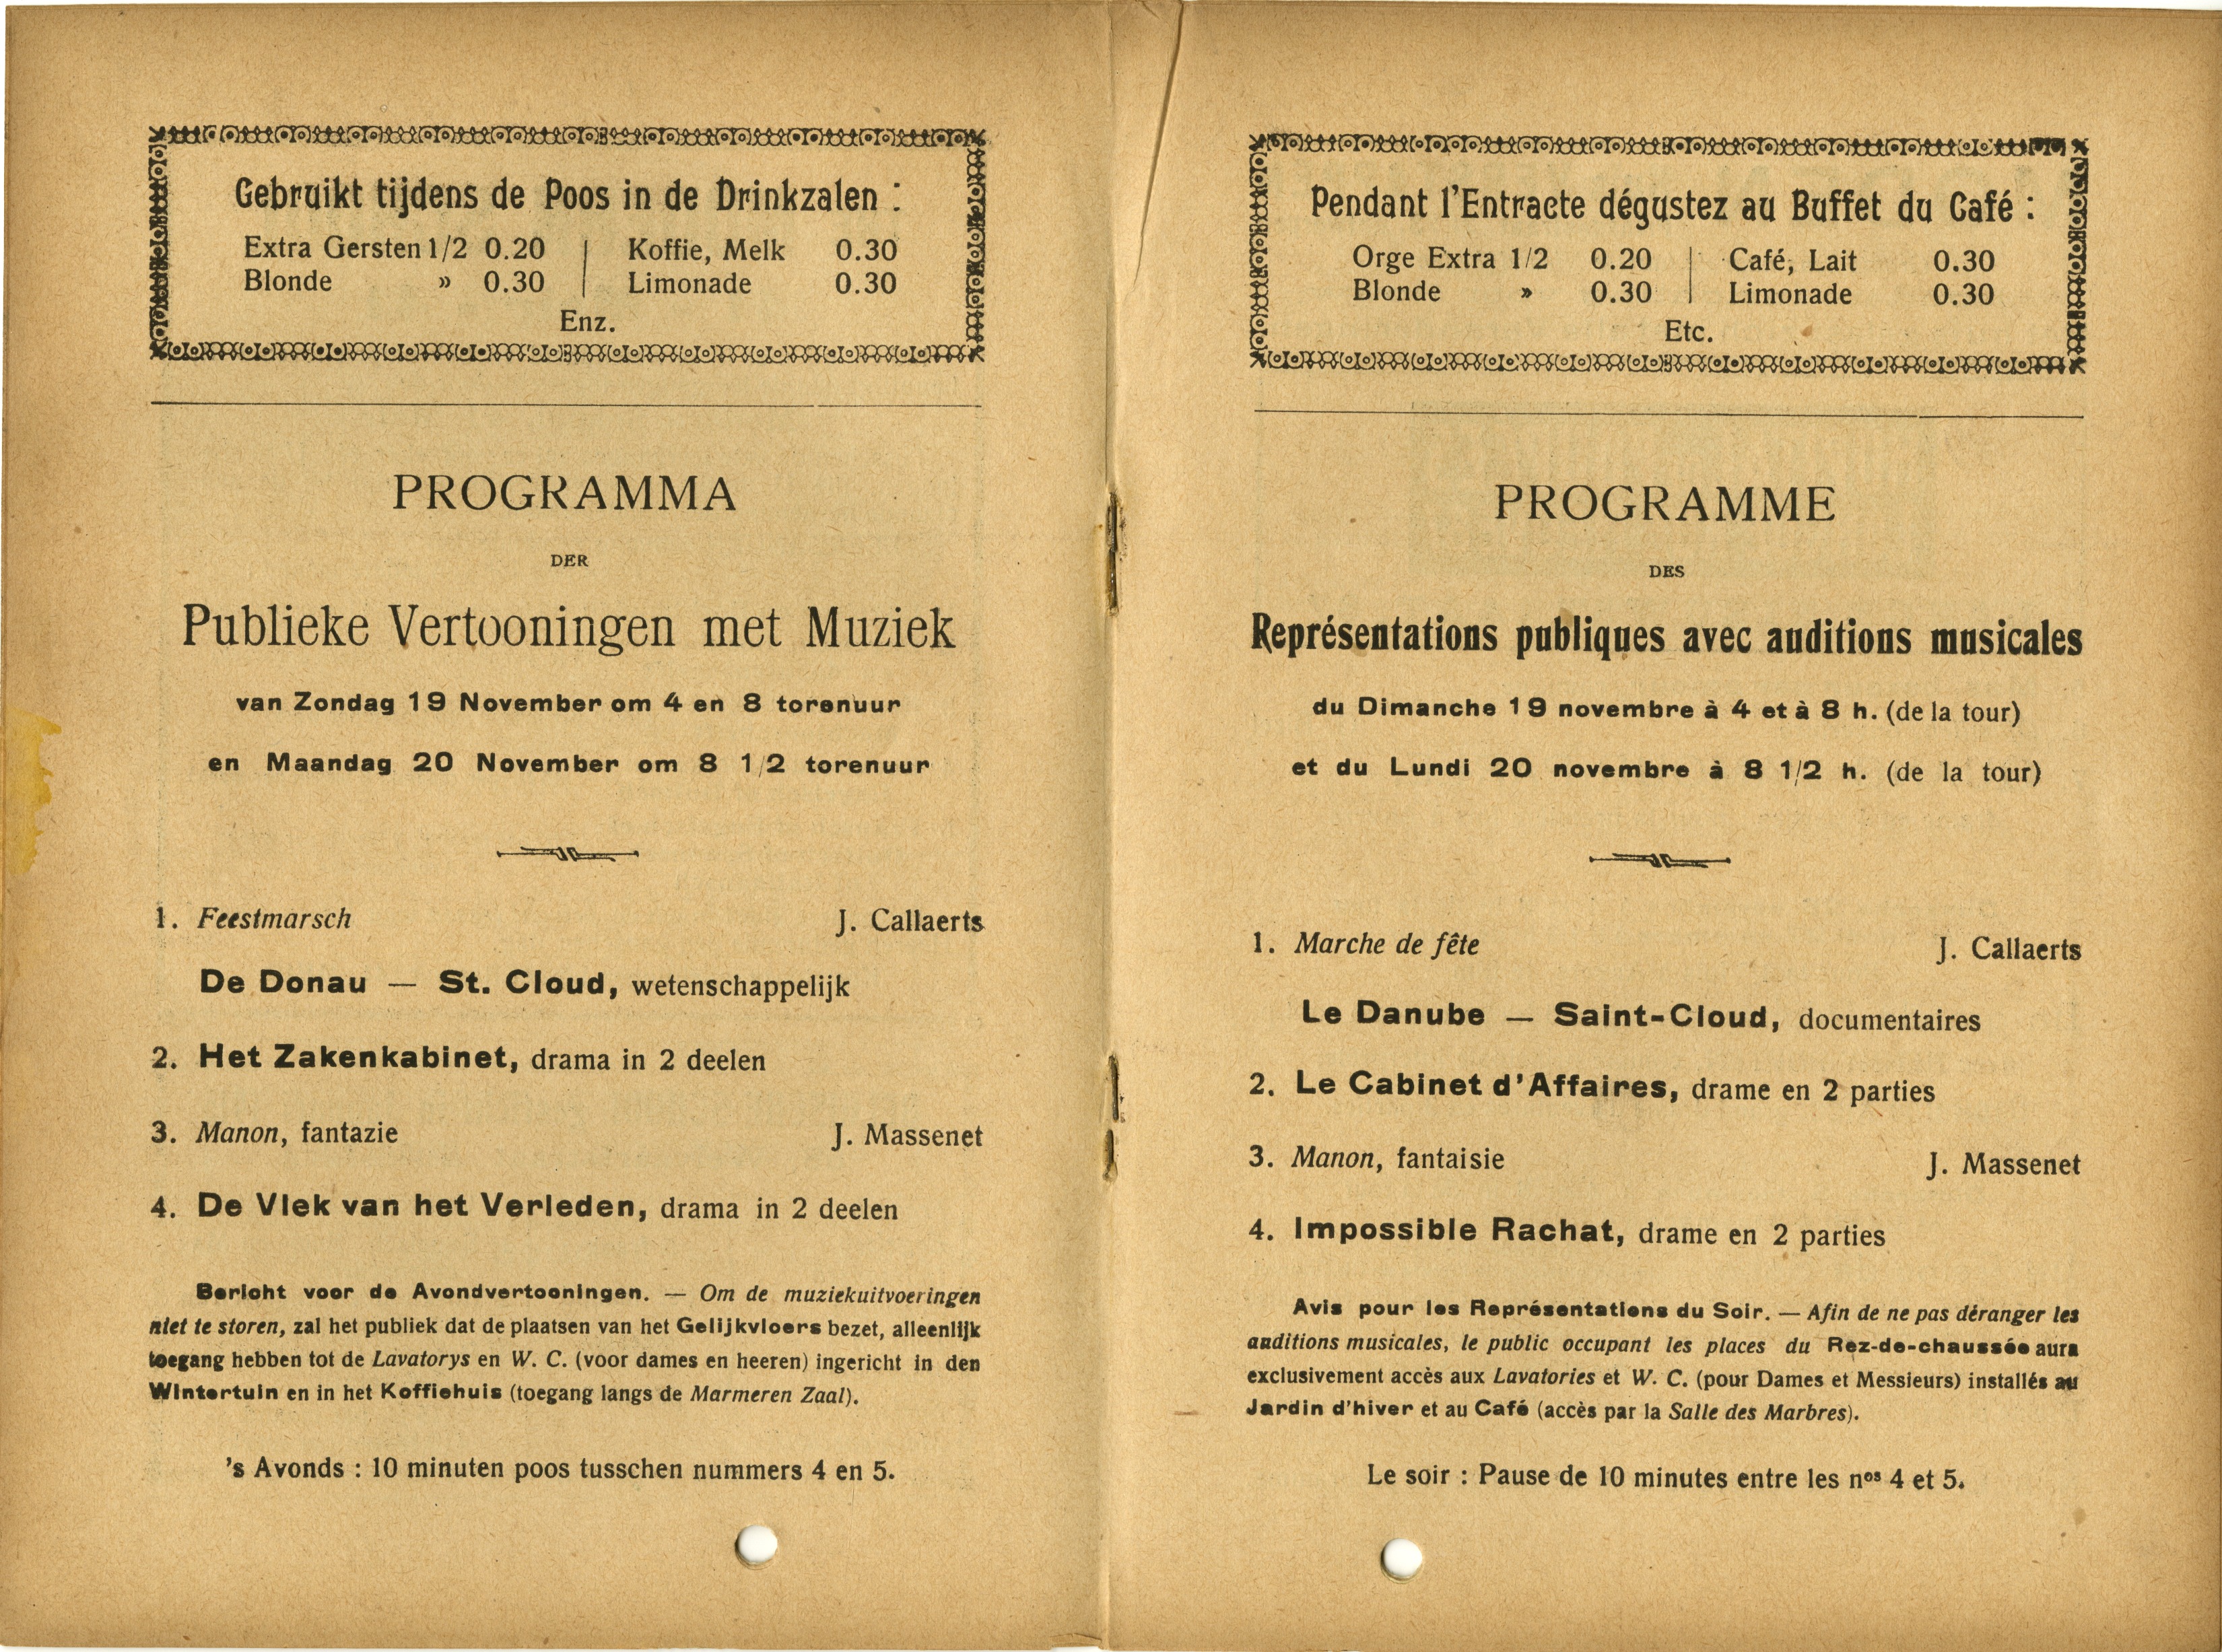 Gebruikt tijdens de Poos in de Drinkzalen :
Extra Gersten 1/2 0.20 | Koffie, Melk 0.30
Blonde » 0.30 | Limonade 0.30
Enz.
PROGRAMMA
DER
Publieke Vertooningen met Muziek
van Zondag 19 November om 4 en 8 torenuur
en Maandag 20 November om 8 1/2 torenuur
1. Feestmarsch J. Callaerts
De Donau — St. Cloud, wetenschappelijk
2. Het Zakenkabinet, drama in 2 deelen
3. Manon, fantazie J. Massenet
4. De Vlek van het Verleden, drama in 2 deelen
Bericht voor de Avondvertooningen. — Om de muziekuitvoeringen
niet te storen, zal het publiek dat de plaatsen van het Gelijkvloers bezet, alleenlijk
toegang hebben tot de Lavatorys en W. C. (voor dames en heeren) ingericht in den
Wintertuin en in het Koffiehuis (toegang langs de Marmeren Zaal).
's Avonds : 10 minuten poos tusschen nummers 4 en 5.
Pendant l'Entracte dégustez au Buffet du Café :
Orge Extra 1/2 0.20 | Café, Lait 0.30
Blonde » 0.30 | Limonade 0.30
Etc.
PROGRAMME
DES
Représentations publiques avec auditions musicales
du Dimanche 19 novembre à 4 et à 8 h. (de la tour)
et du Lundi 20 novembre à 8 1/2 h. (de la tour)
1. Marche de fête J. Callaerts
Le Danube — Saint-Cloud, documentaires
2. Le Cabinet d'Affaires, drame en 2 parties
3. Manon, fantaisie J. Massenet
4. Impossible Rachat, drame en 2 parties
Avis pour les Représentations du Soir. — Afin de ne pas déranger les
auditions musicales, le public occupant les places du Rez-de-chaussée aura
exclusivement accès aux Lavatories et W. C. (pour Dames et Messieurs) installés au
Jardin d'hiver et au Café (accès par la Salle des Marbres).
Le soir : Pause de 10 minutes entre les nos 4 et 5.